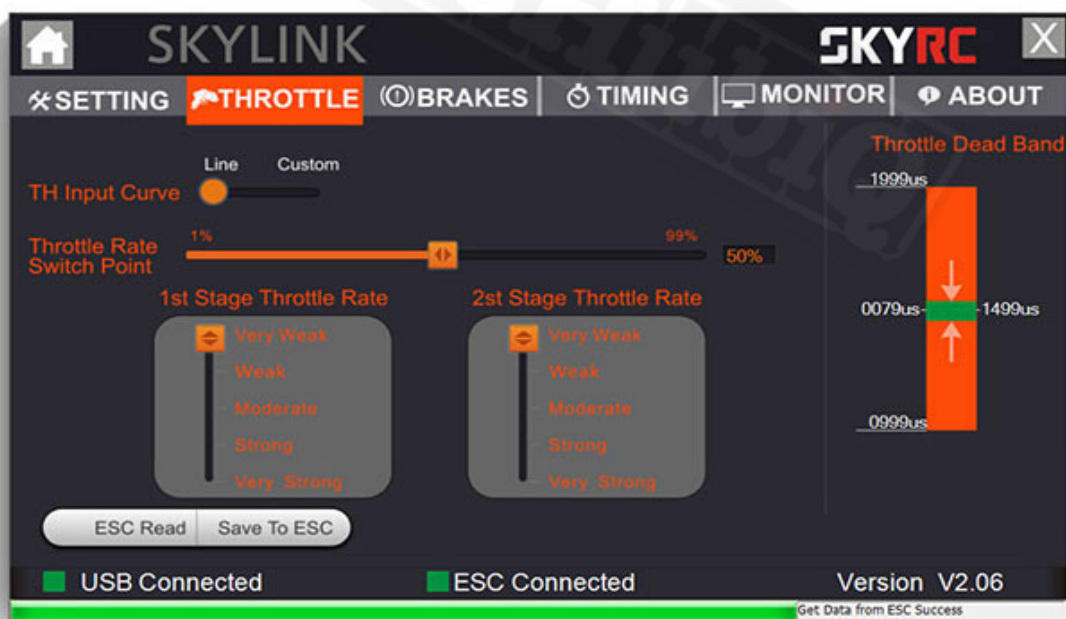 SKYLINK
SKYRC
X
SETTING THROTTLE BRAKES TIMING MONITOR ABOUT
Line Custom
TH Input Curve
Throttle Rate
Switch Point
1% 99%
50%
1st Stage Throttle Rate
Very Weak
Weak
Moderate
Strong
Very Strong
2st Stage Throttle Rate
Very Weak
Weak
Moderate
Strong
Very Strong
Throttle Dead Band
1999us
0079us 1499us
0999us
ESC Read Save To ESC
USB Connected ESC Connected Version V2.06
Get Data from ESC Success